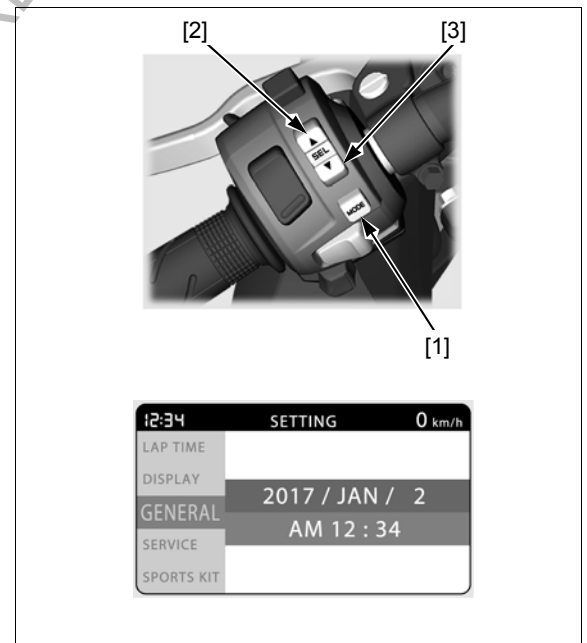 [2] [3]
▲
SEL
▼
MODE
[1]
12:34 SETTING 0 km/h
LAP TIME
DISPLAY
GENERAL
SERVICE
SPORTS KIT
2017 / JAN / 2
AM 12 : 34